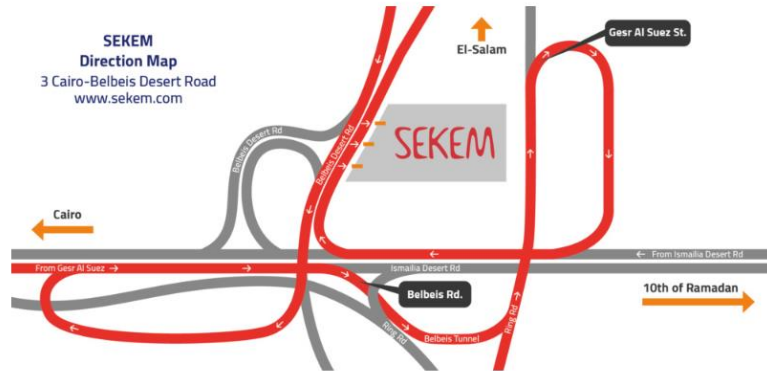 SEKEM
Direction Map
3 Cairo-Belbeis Desert Road
www.sekem.com
El-Salam
Gesr Al Suez St.
Belbeis Desert Rd
Belbeis Desert Rd
SEKEM
Cairo
From Ismailia Desert Rd
From Gesr Al Suez
Ismailia Desert Rd
Belbeis Rd.
10th of Ramadan
Ring Rd
Ring Rd
Belbeis Tunnel